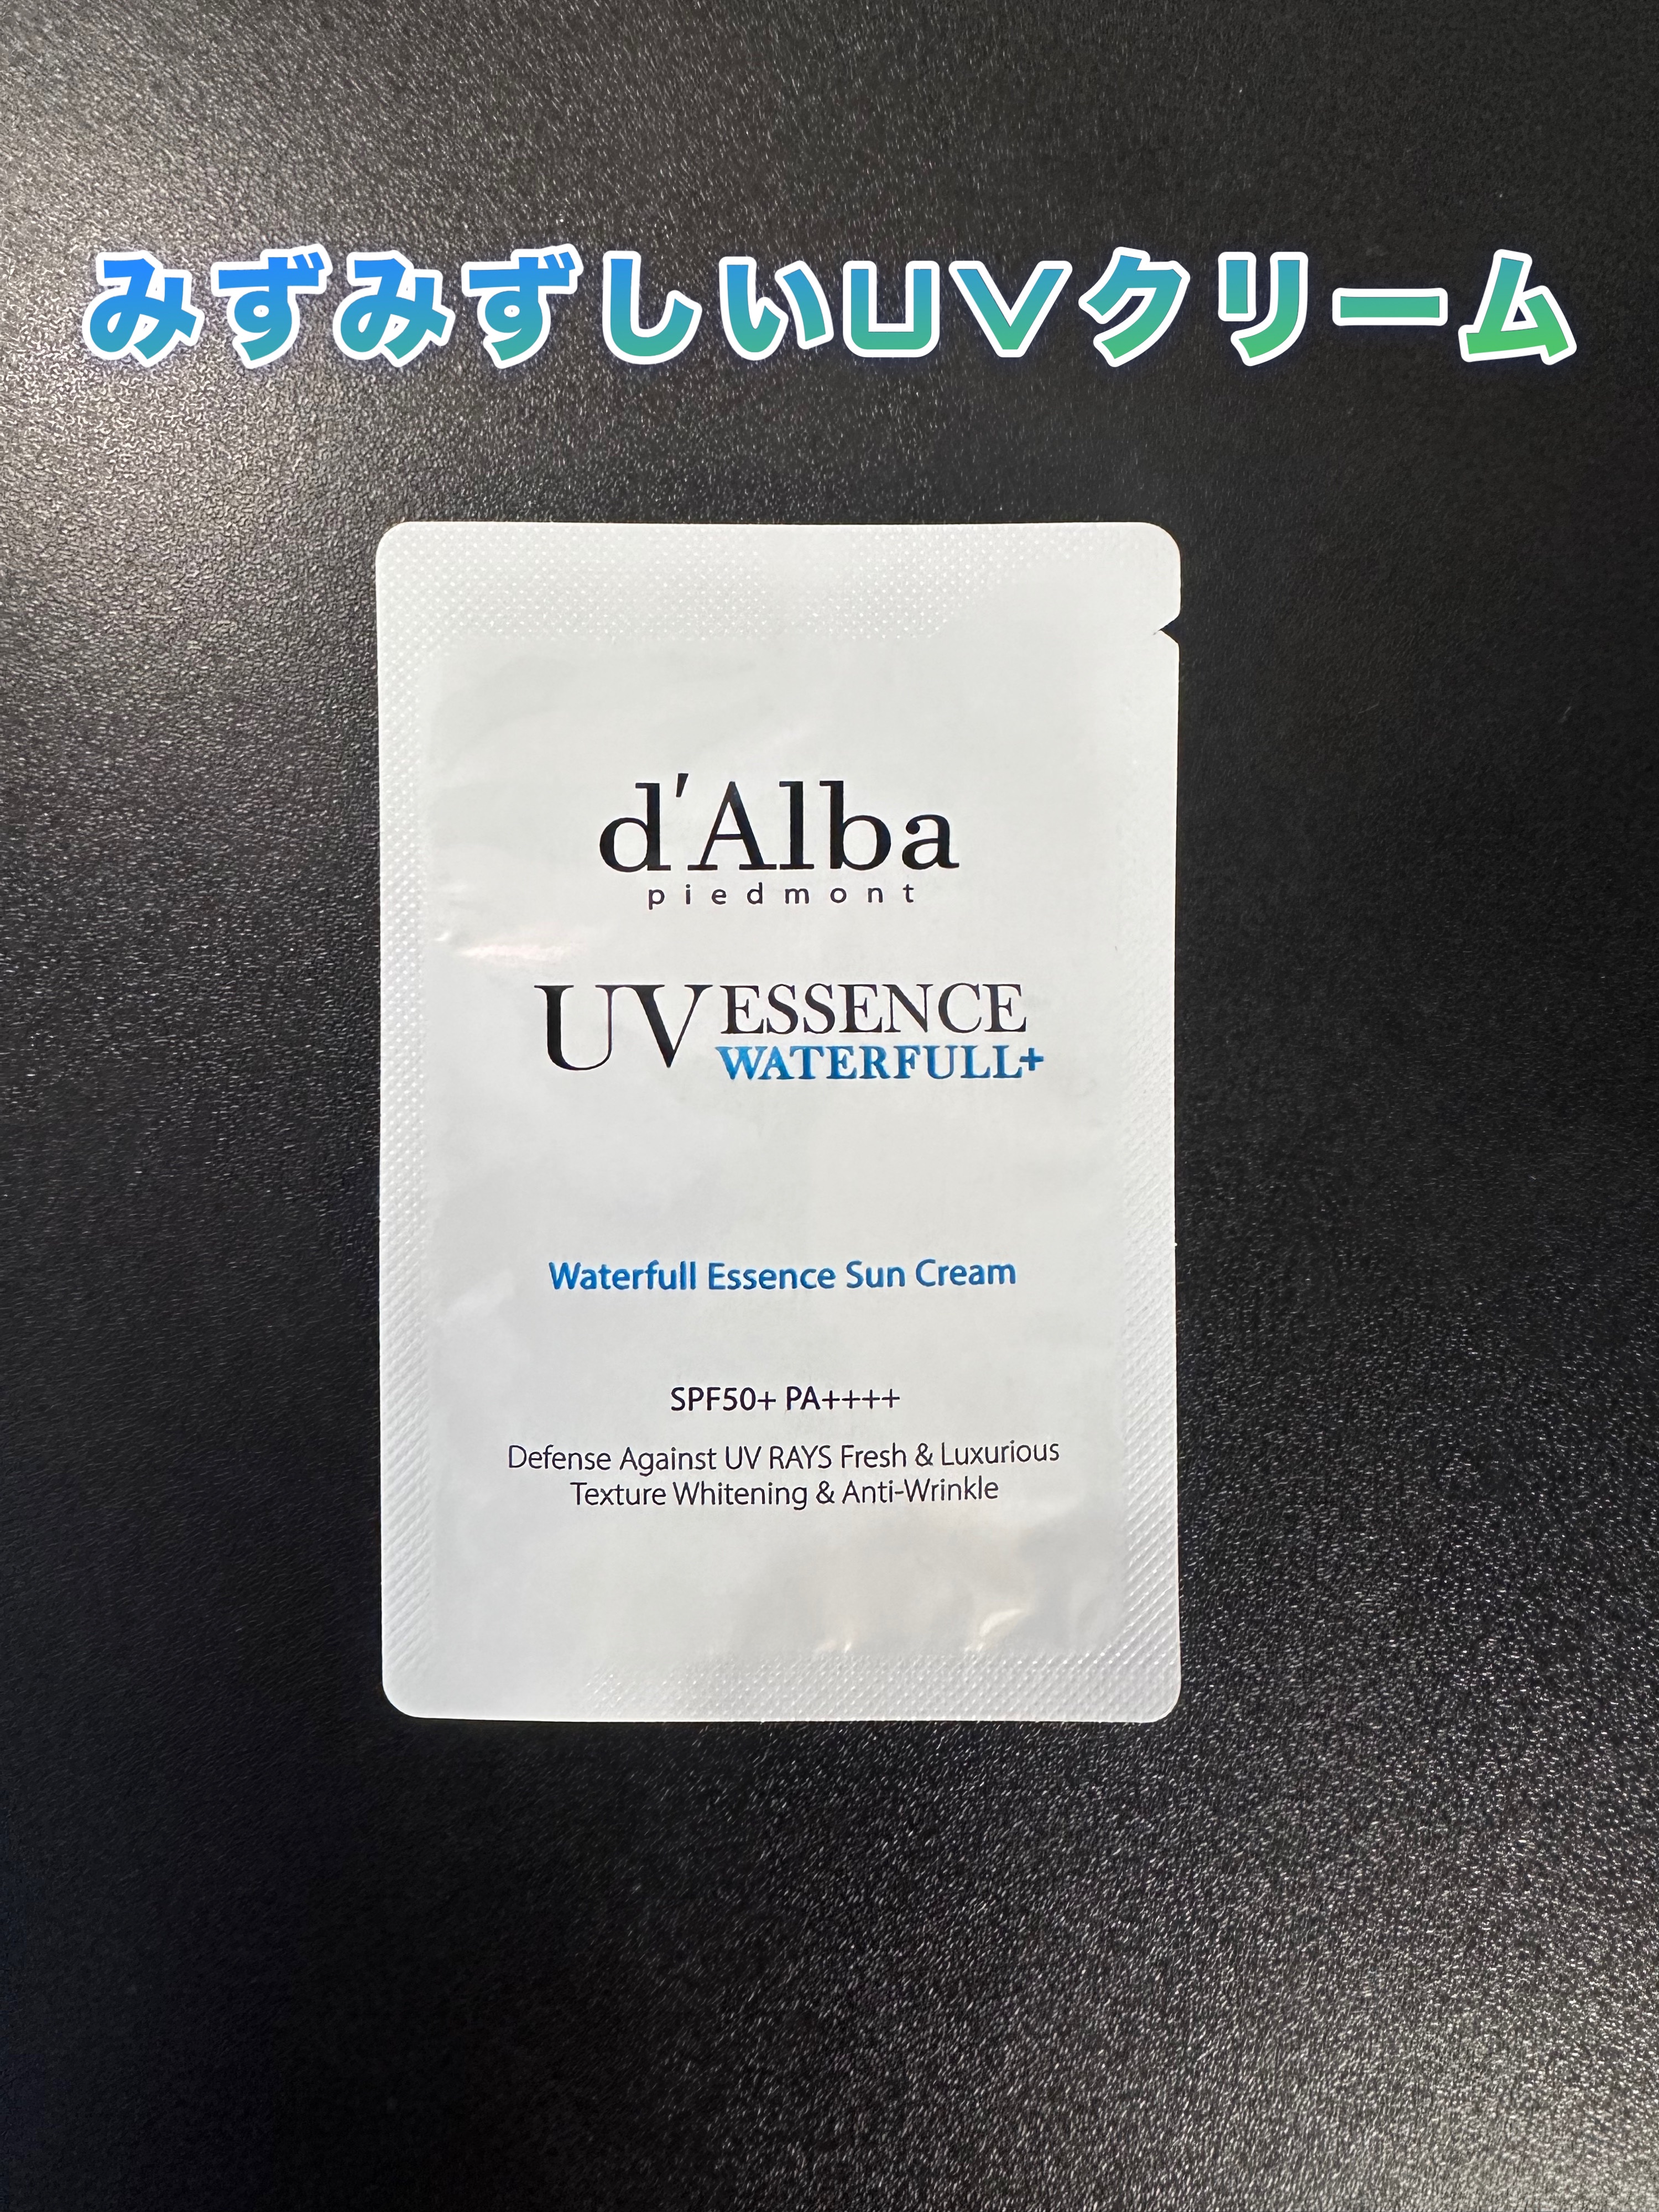 みずみずしいUVクリーム
d'Alba
piedmont
UV ESSENCE
WATERFULL+
Waterfull Essence Sun Cream
SPF50+ PA++++
Defense Against UV RAYS Fresh & Luxurious
Texture Whitening & Anti-Wrinkle